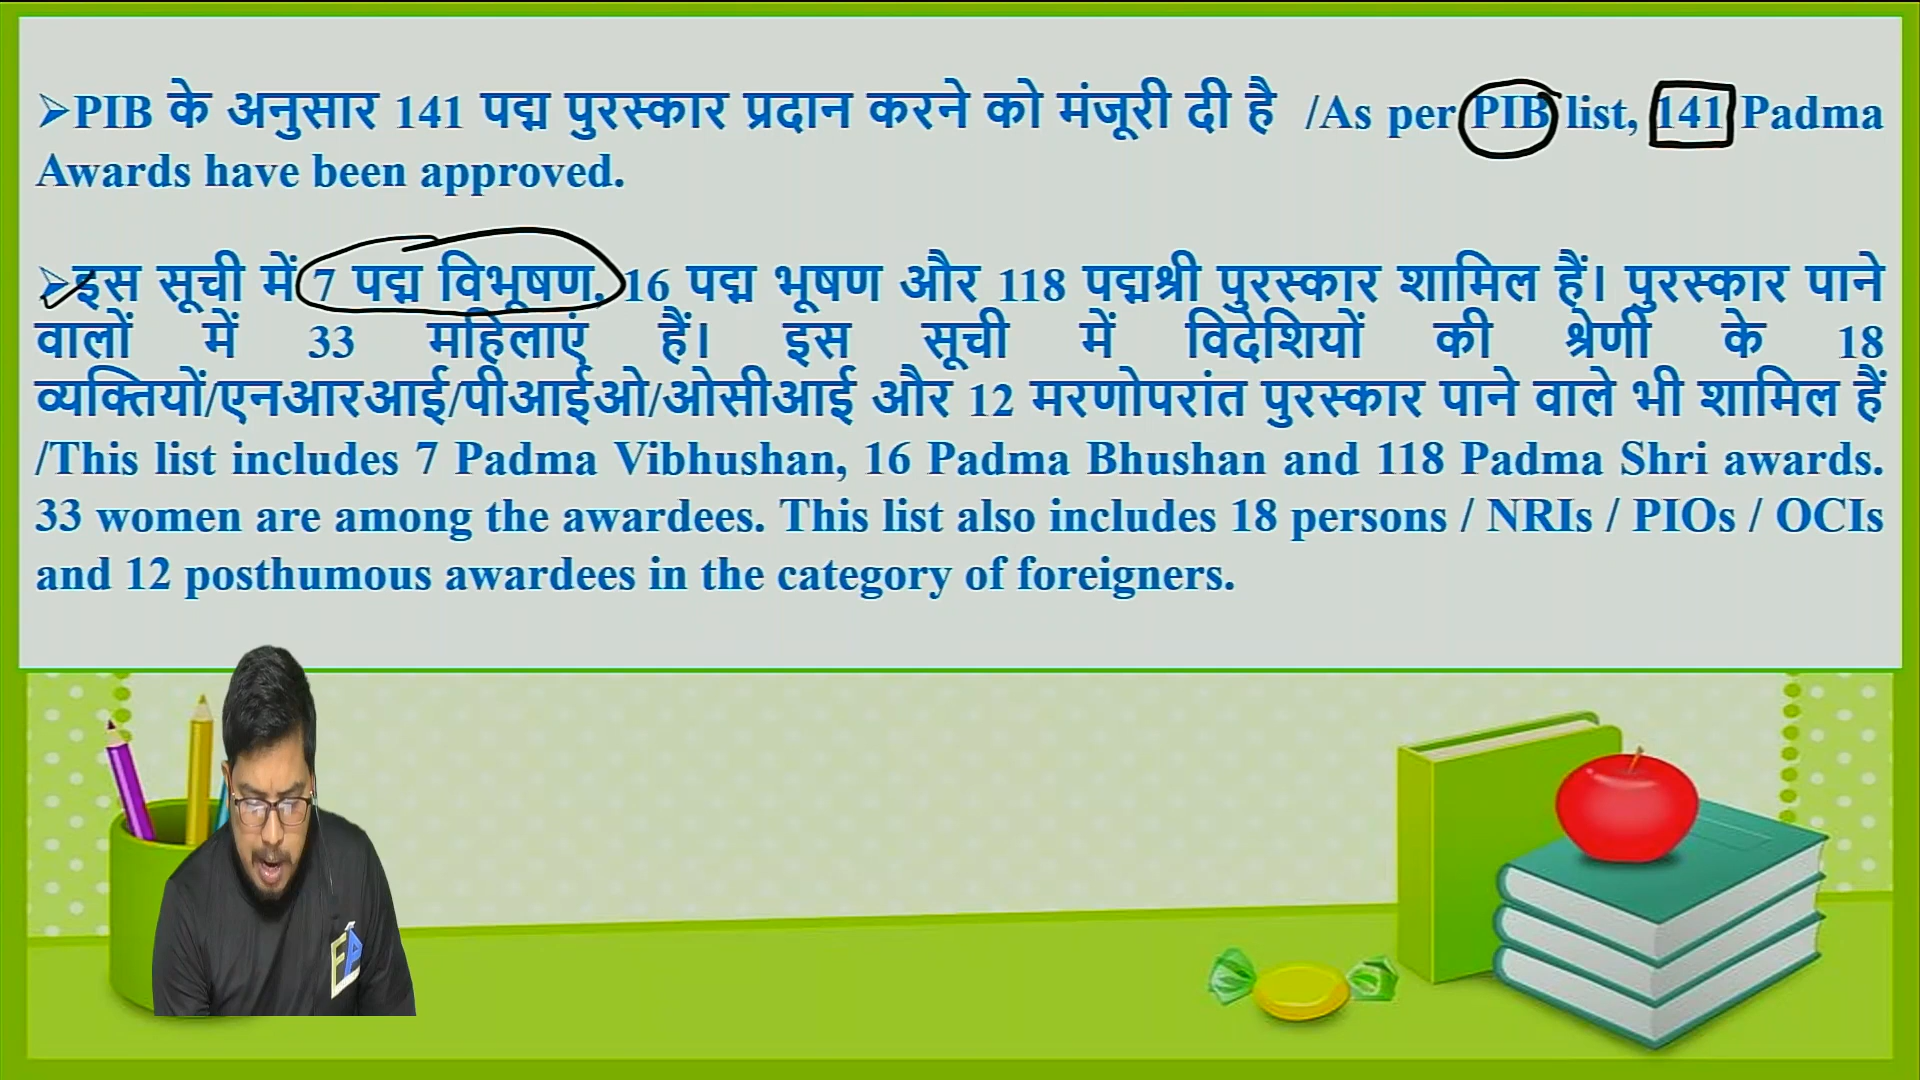 ➢PIB के अनुसार 141 पद्म पुरस्कार प्रदान करने को मंजूरी दी है /As per PIB list, 141 Padma
Awards have been approved.
➢इस सूची में 7 पद्म विभूषण, 16 पद्म भूषण और 118 पद्मश्री पुरस्कार शामिल हैं। पुरस्कार पाने
वालों में 33 महिलाएं हैं। इस सूची में विदेशियों की श्रेणी के 18
व्यक्तियों/एनआरआई/पीआईओ/ओसीआई और 12 मरणोपरांत पुरस्कार पाने वाले भी शामिल हैं
/This list includes 7 Padma Vibhushan, 16 Padma Bhushan and 118 Padma Shri awards.
33 women are among the awardees. This list also includes 18 persons / NRIs / PIOs / OCIs
and 12 posthumous awardees in the category of foreigners.